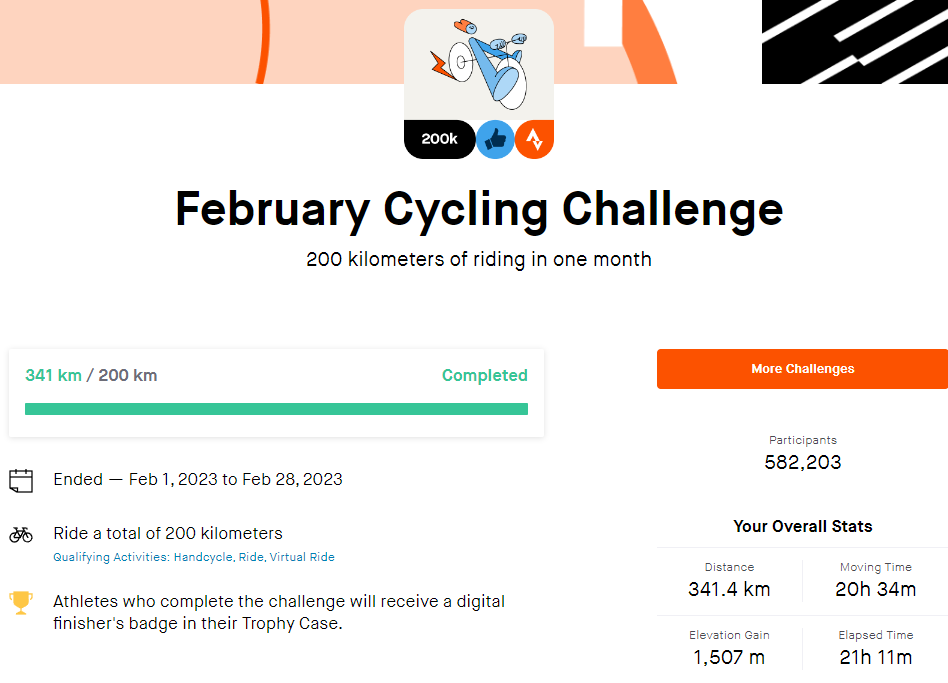 200k
February Cycling Challenge
200 kilometers of riding in one month
341 km / 200 km
Completed
Ended — Feb 1, 2023 to Feb 28, 2023
Ride a total of 200 kilometers
Qualifying Activities: Handcycle, Ride, Virtual Ride
Athletes who complete the challenge will receive a digital
finisher's badge in their Trophy Case.
More Challenges
Participants
582,203
Your Overall Stats
Distance
341.4 km
Moving Time
20h 34m
Elevation Gain
1,507 m
Elapsed Time
21h 11m